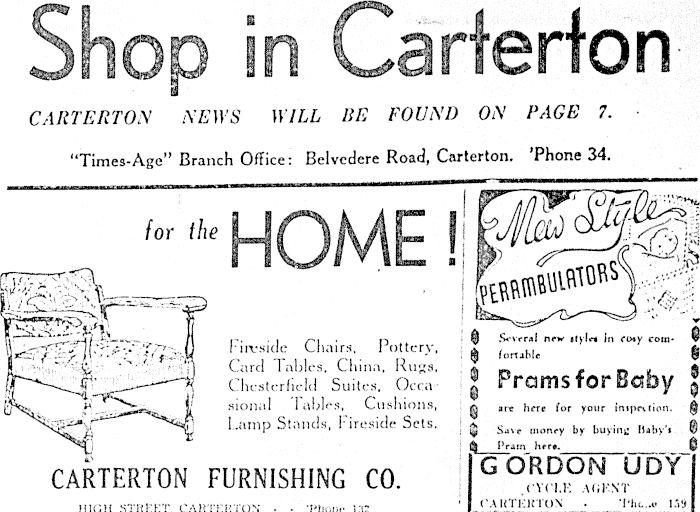 Shop in Carterton
CARTERTON NEWS WILL BE FOUND ON PAGE 7.
"Times-Age" Branch Office: Belvedere Road, Carterton. 'Phone 34.
for the HOME!
Fireside Chairs, Pottery,
Card Tables, China, Rugs,
Chesterfield Suites, Occa-
sional Tables, Cushions,
Lamp Stands, Fireside Sets.
CARTERTON FURNISHING CO.
HIGH STREET, CARTERTON - - 'Phone 132
New Style
PERAMBULATORS
Several new styles in cosy com-
fortable
Prams for Baby
are here for your inspection.
Save money by buying Baby's
Pram here.
GORDON UDY
CYCLE AGENT
CARTERTON - 'Phone 159